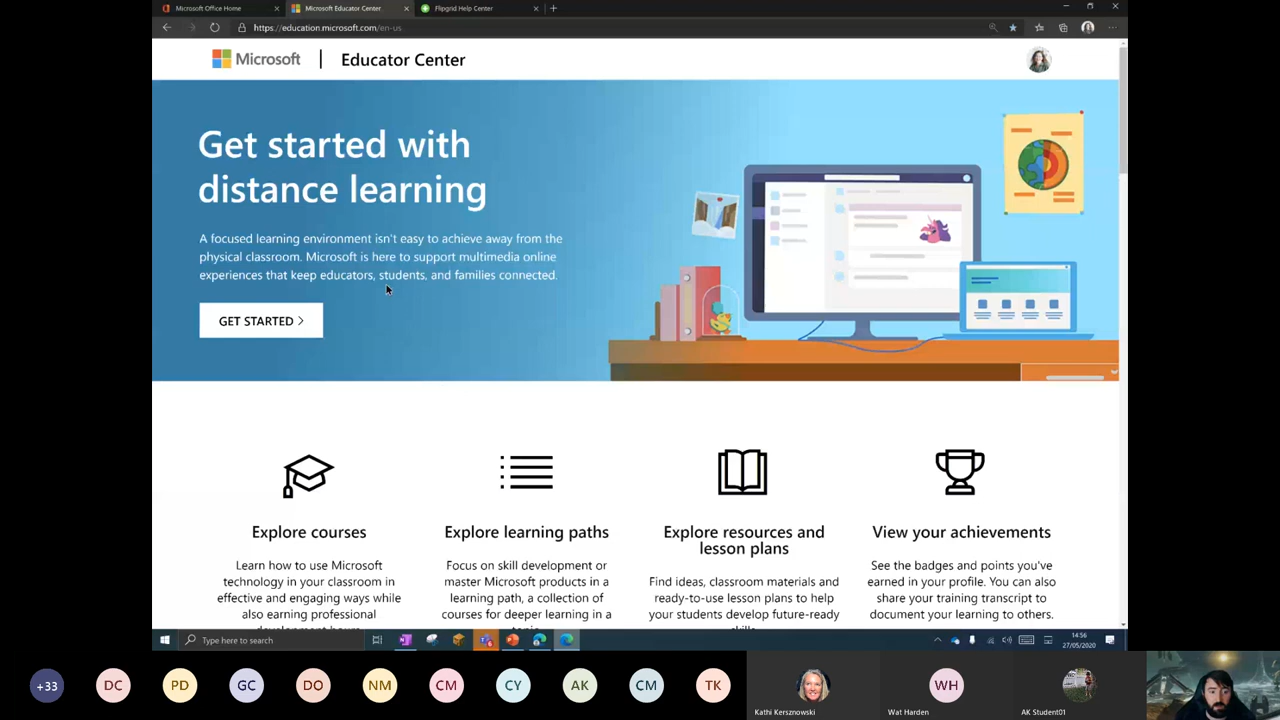 Microsoft Office Home
Microsoft Educator Center
Flipgrid Help Center
https://education.microsoft.com/en-us
Microsoft | Educator Center
Get started with
distance learning
A focused learning environment isn't easy to achieve away from the
physical classroom. Microsoft is here to support multimedia online
experiences that keep educators, students, and families connected.
GET STARTED >
Explore courses
Learn how to use Microsoft
technology in your classroom in
effective and engaging ways while
also earning professional
development hours.
Explore learning paths
Focus on skill development or
master Microsoft products in a
learning path, a collection of
courses for deeper learning in a
topic.
Explore resources and
lesson plans
Find ideas, classroom materials and
ready-to-use lesson plans to help
your students develop future-ready
skills.
View your achievements
See the badges and points you've
earned in your profile. You can also
share your training transcript to
document your learning to others.
Type here to search
14:56
27/05/2020
+33
DC
PD
GC
DO
NM
CM
CY
AK
CM
TK
Kathi Kersznowski
WH
Wat Harden
AK Student01